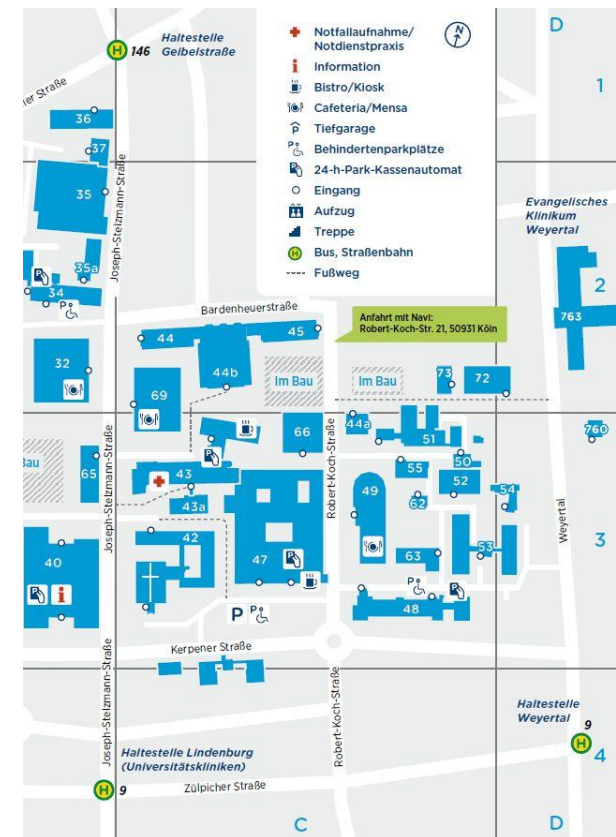 Haltestelle
Geibelstraße
146
Notfallaufnahme/
Notdienstpraxis
Information
Bistro/Kiosk
Cafeteria/Mensa
Tiefgarage
Behindertenparkplätze
24-h-Park-Kassenautomat
Eingang
Aufzug
Treppe
Bus, Straßenbahn
Fußweg
N
D
1
ler Straße
36
37
35
35a
34
Joseph-Stelzmann-Straße
Evangelisches
Klinikum
Weyertal
2
763
Bardenheuerstraße
Anfahrt mit Navi:
Robert-Koch-Str. 21, 50931 Köln
44
45
44b
32
69
Im Bau
Im Bau
73
72
44a
51
760
66
65
Bau
43
43a
55
50
52
62
54
49
Robert-Koch-Straße
Joseph-Stelzmann-Straße
Weyertal
3
40
42
47
63
53
48
P
Kerpener Straße
Joseph-Stelzmann-Straße
Robert-Koch-Straße
Haltestelle
Weyertal
9
H
4
Haltestelle Lindenburg
(Universitätskliniken)
H
9
Zülpicher Straße
C
D